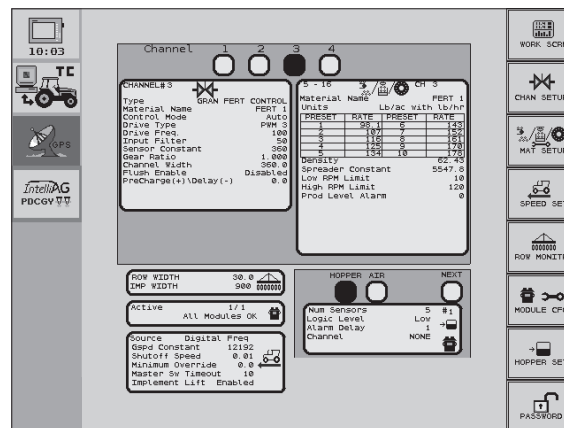 10:03
TC
GPS
IntelliAG
PDCGY
Channel 1 2 3 4
CHANNEL# 3
Type GRAN FERT CONTROL
Material Name FERT 1
Control Mode Auto
Drive Type PWM 3
Drive Freq. 100
Input Filter 50
Sensor Constant 360
Gear Ratio 1.000
Channel Width 360.0
Flush Enable Disabled
PreCharge(+)\Delay(-) 0.0
5 - 16 CH 3
Material Name FERT 1
Units Lb/ac with lb/hr
PRESET RATE PRESET RATE
1 98.1 6 143
2 107 7 152
3 116 8 161
4 125 9 170
5 134 10 178
Density 62.43
Spreader Constant 5547.8
Low RPM Limit 10
High RPM Limit 120
Prod Level Alarm 0
ROW WIDTH 30.0
IMP WIDTH 900
Active 1/1
All Modules OK
Source Digital Freq
Gspd Constant 12192
Shutoff Speed 0.01
Minimum Override 0.0
Master Sw Timeout 10
Implement Lift Enabled
HOPPER AIR NEXT
Num Sensors 5 #1
Logic Level Low
Alarm Delay 1
Channel NONE
WORK SCR
CHAN SETU
MAT SETU
SPEED SE
ROW MONIT
MODULE CF
HOPPER SE
PASSWORD